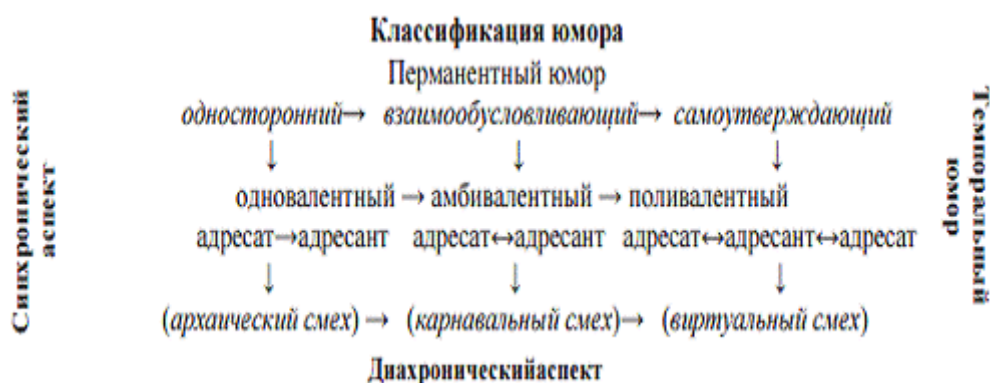 Классификация юмора
Перманентный юмор
односторонний→ взаимообусловливающий→ самоутверждающий
↓ ↓ ↓
одновалентный → амбивалентный → поливалентный
адресат→адресант адресат↔адресант адресат↔адресант↔адресат
↓ ↓ ↓
(архаический смех) → (карнавальный смех)→ (виртуальный смех)
Диахроническийаспект
Синхронический
аспект
Темпоральный
юмор